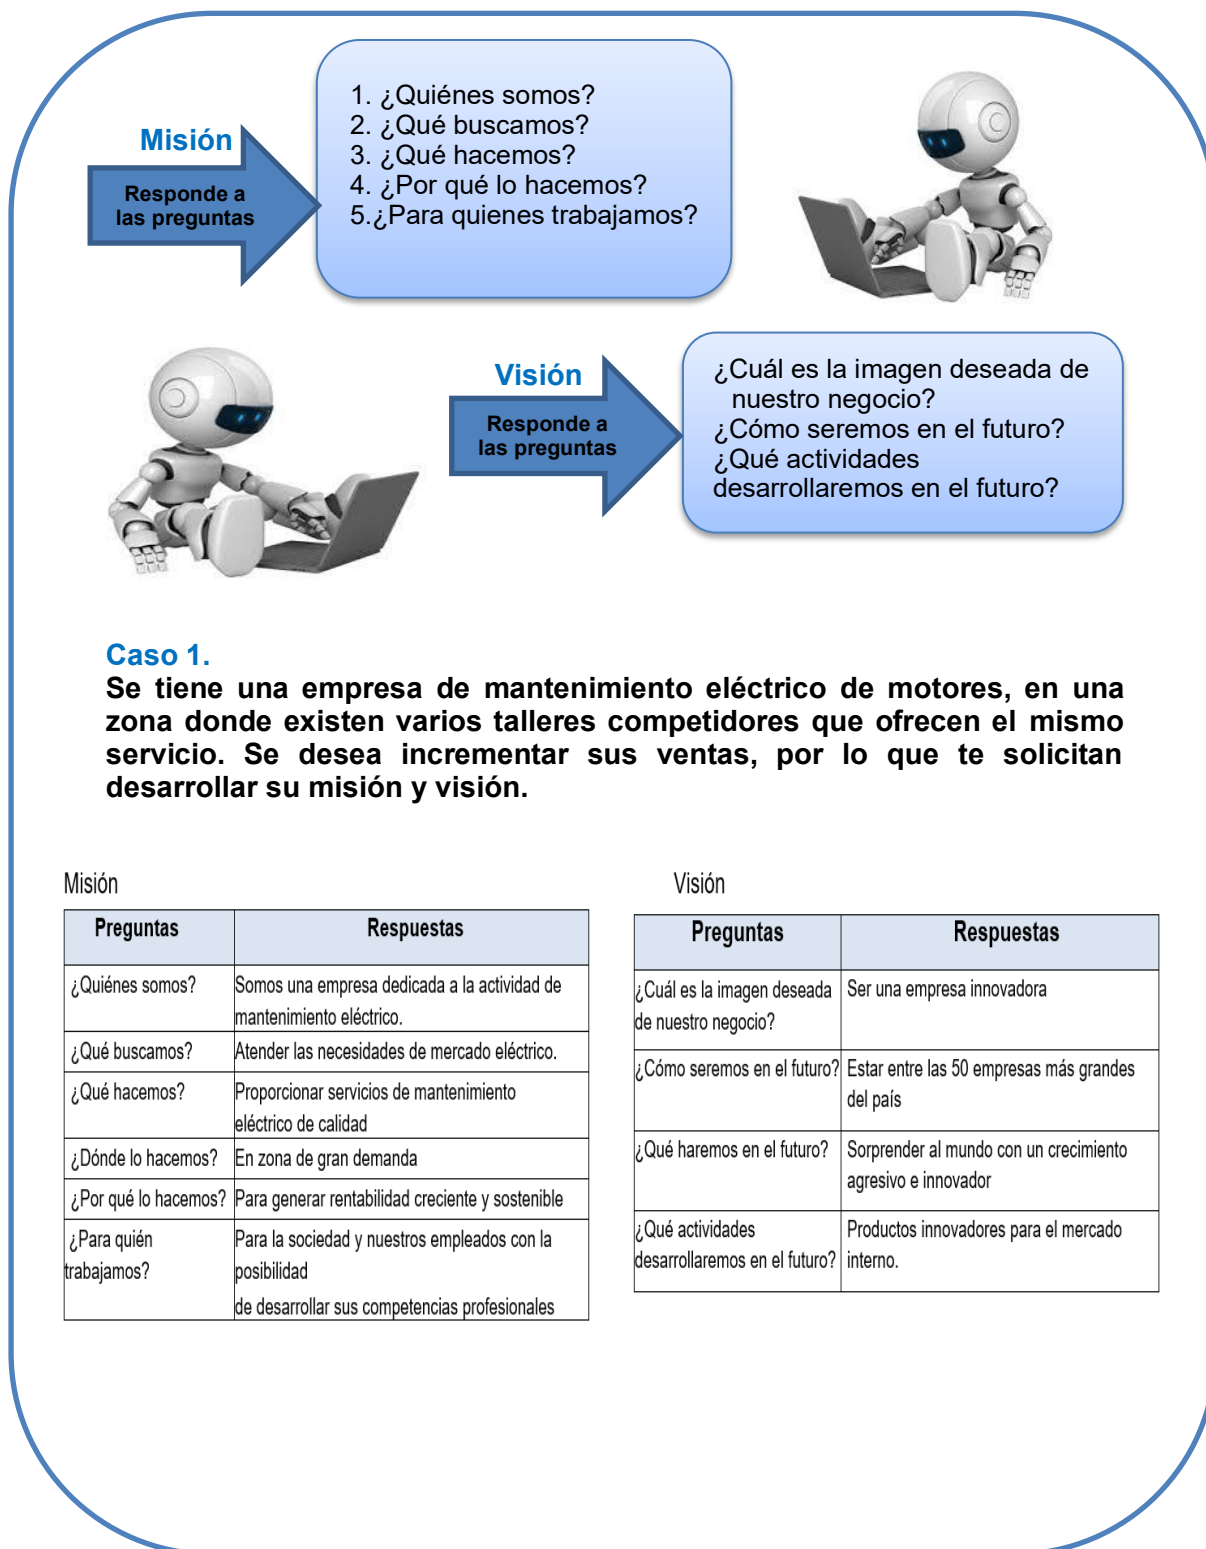 Misión
Responde a
las preguntas
1. ¿Quiénes somos?
2. ¿Qué buscamos?
3. ¿Qué hacemos?
4. ¿Por qué lo hacemos?
5.¿Para quienes trabajamos?
Visión
Responde a
las preguntas
¿Cuál es la imagen deseada de
nuestro negocio?
¿Cómo seremos en el futuro?
¿Qué actividades
desarrollaremos en el futuro?
Caso 1.
Se tiene una empresa de mantenimiento eléctrico de motores, en una
zona donde existen varios talleres competidores que ofrecen el mismo
servicio. Se desea incrementar sus ventas, por lo que te solicitan
desarrollar su misión y visión.
Misión
Preguntas Respuestas
¿Quiénes somos? Somos una empresa dedicada a la actividad de
mantenimiento eléctrico.
¿Qué buscamos? Atender las necesidades de mercado eléctrico.
¿Qué hacemos? Proporcionar servicios de mantenimiento
eléctrico de calidad
¿Dónde lo hacemos? En zona de gran demanda
¿Por qué lo hacemos? Para generar rentabilidad creciente y sostenible
¿Para quién Para la sociedad y nuestros empleados con la
trabajamos? posibilidad
de desarrollar sus competencias profesionales
Visión
Preguntas Respuestas
¿Cuál es la imagen deseada Ser una empresa innovadora
de nuestro negocio?
¿Cómo seremos en el futuro? Estar entre las 50 empresas más grandes
del país
¿Qué haremos en el futuro? Sorprender al mundo con un crecimiento
agresivo e innovador
¿Qué actividades Productos innovadores para el mercado
desarrollaremos en el futuro? interno.